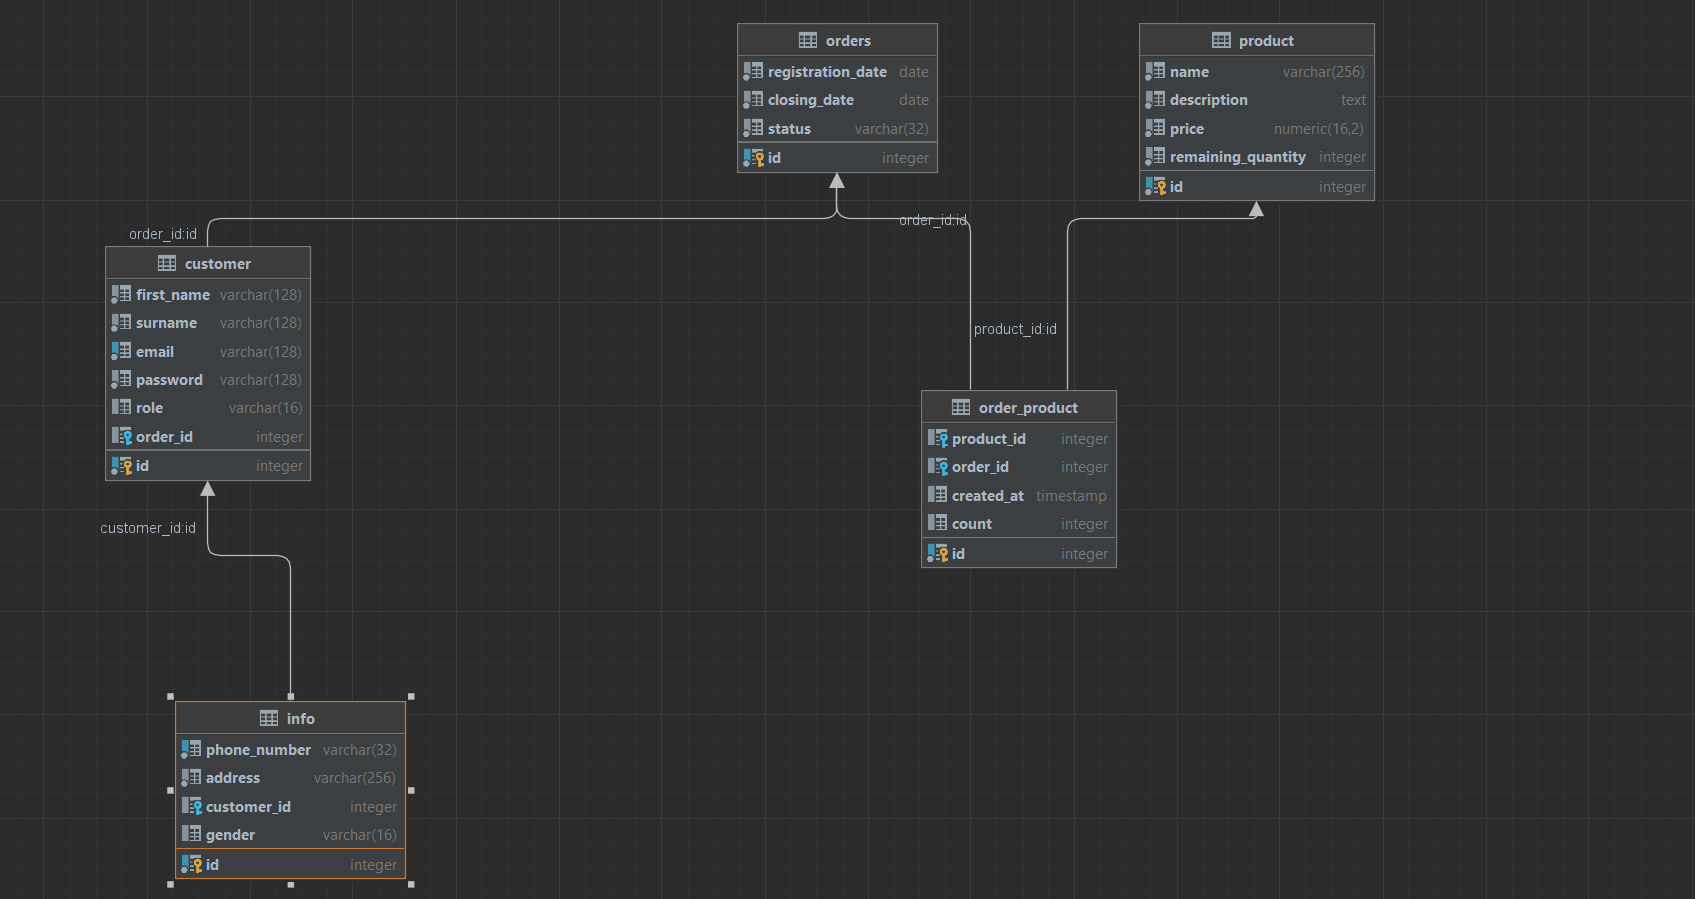 orders
registration_date date
closing_date date
status varchar(32)
id integer
product
name varchar(256)
description text
price numeric(16,2)
remaining_quantity integer
id integer
order_id:id
order_id:id
customer
first_name varchar(128)
surname varchar(128)
email varchar(128)
password varchar(128)
role varchar(16)
order_id integer
id integer
product_id:id
order_product
product_id integer
order_id integer
created_at timestamp
count integer
id integer
customer_id:id
info
phone_number varchar(32)
address varchar(256)
customer_id integer
gender varchar(16)
id integer